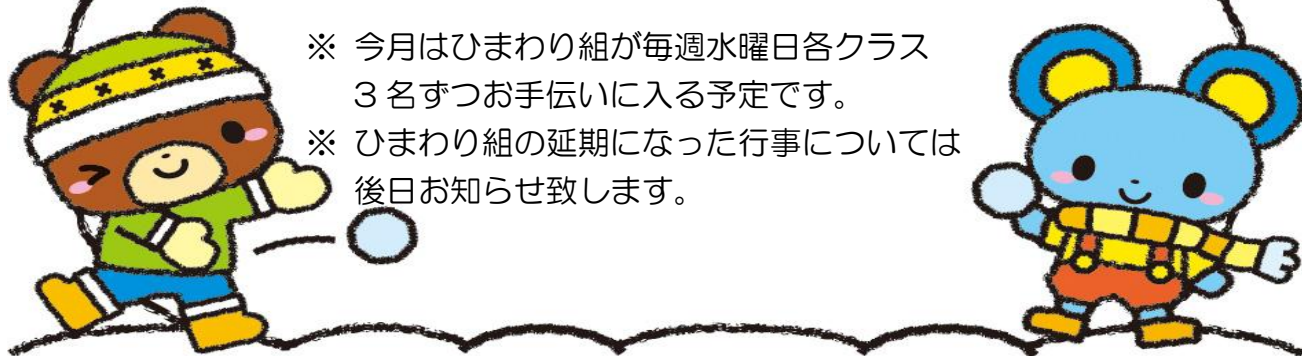 ※ 今月はひまわり組が毎週水曜日各クラス
3名ずつお手伝いに入る予定です。
※ ひまわり組の延期になった行事については
後日お知らせ致します。